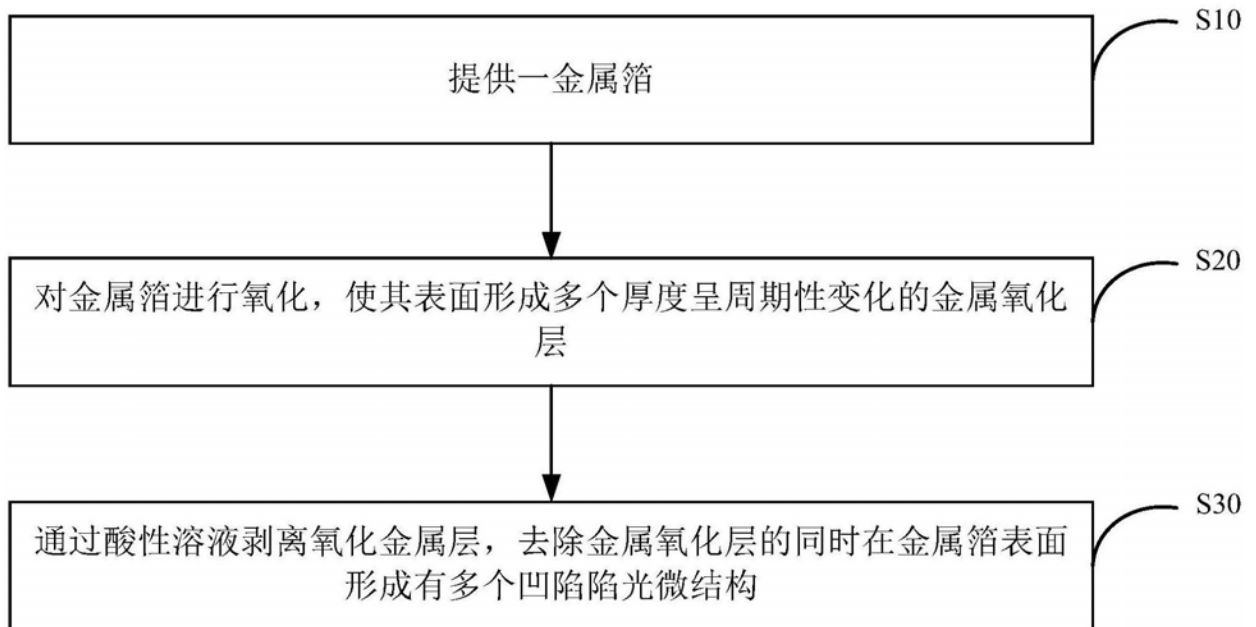 S10
提供一金属箔
S20
对金属箔进行氧化，使其表面形成多个厚度呈周期性变化的金属氧化
层
S30
通过酸性溶液剥离氧化金属层，去除金属氧化层的同时在金属箔表面
形成有多个凹陷陷光微结构